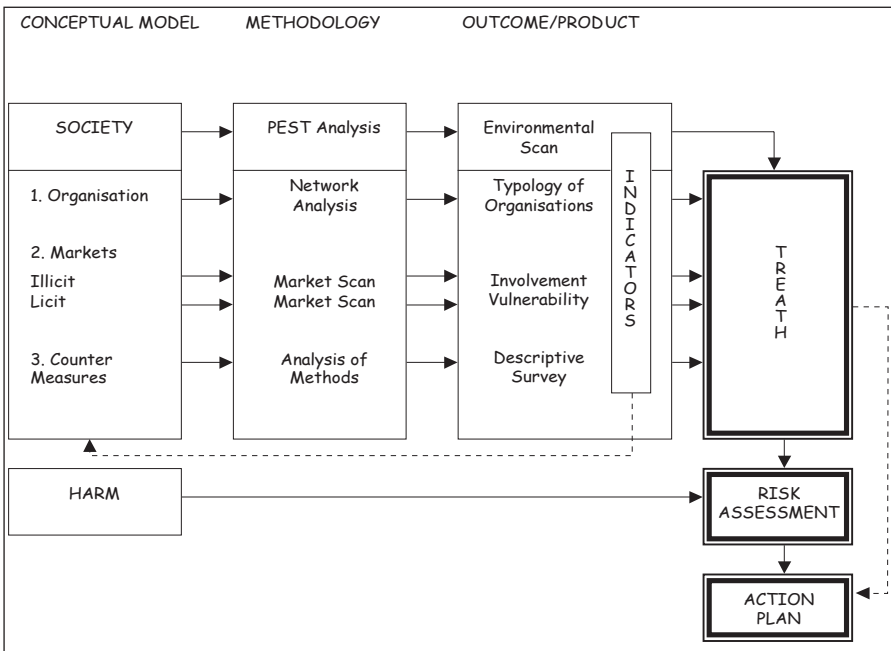 CONCEPTUAL MODEL
METHODOLOGY
OUTCOME/PRODUCT
SOCIETY
PEST Analysis
Environmental
Scan
1. Organisation
Network
Analysis
Typology of
Organisations
2. Markets
Illicit
Licit
Market Scan
Market Scan
Involvement
Vulnerability
3. Counter
Measures
Analysis of
Methods
Descriptive
Survey
INDICATORS
TREATH
HARM
RISK
ASSESSMENT
ACTION
PLAN